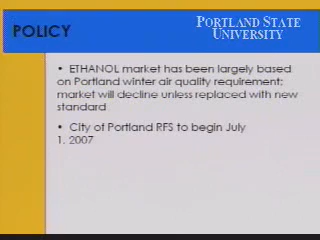 POLICY
PORTLAND STATE
UNIVERSITY
• ETHANOL market has been largely based
on Portland winter air quality requirement;
market will decline unless replaced with new
standard
• City of Portland RFS to begin July
1, 2007